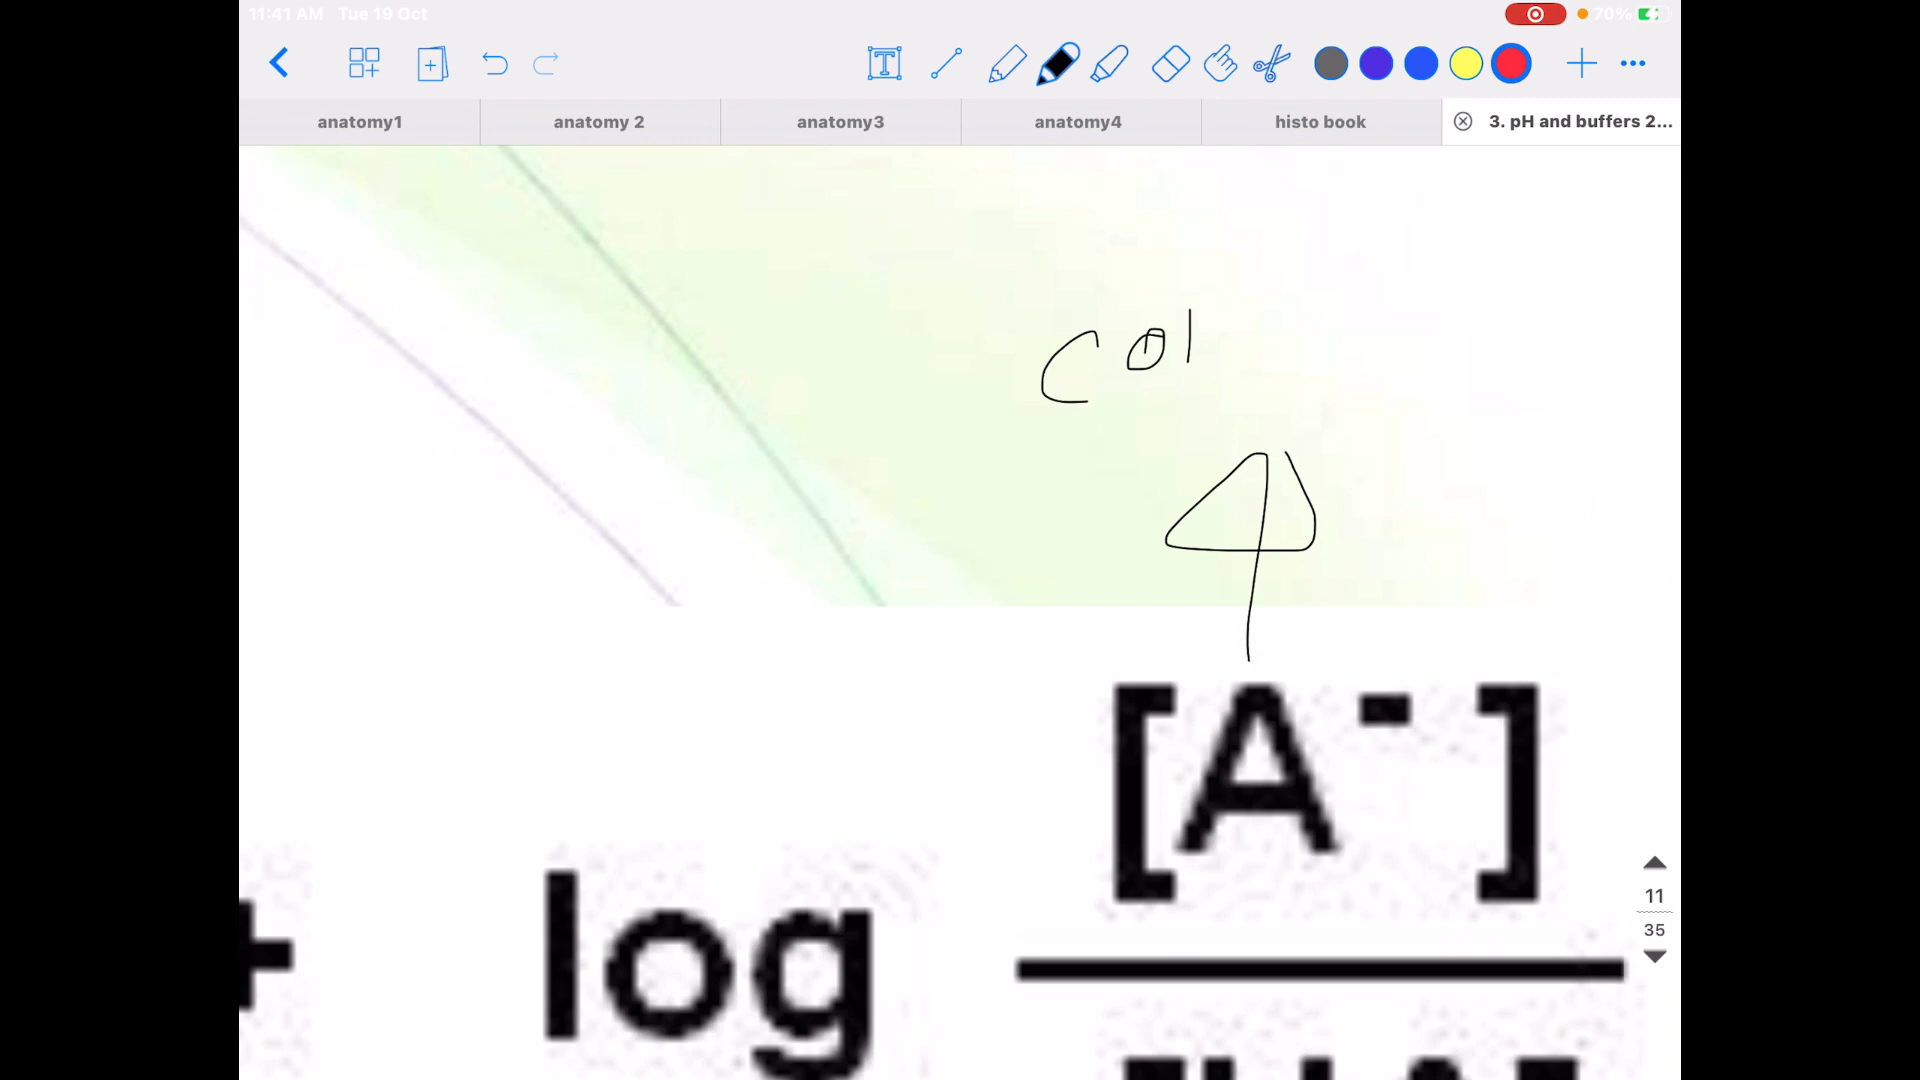 11:41 AM Tue 19 Oct
70%
T
anatomy1
anatomy 2
anatomy3
anatomy4
histo book
3. pH and buffers 2...
col
[A⁻]
+ log
11
35